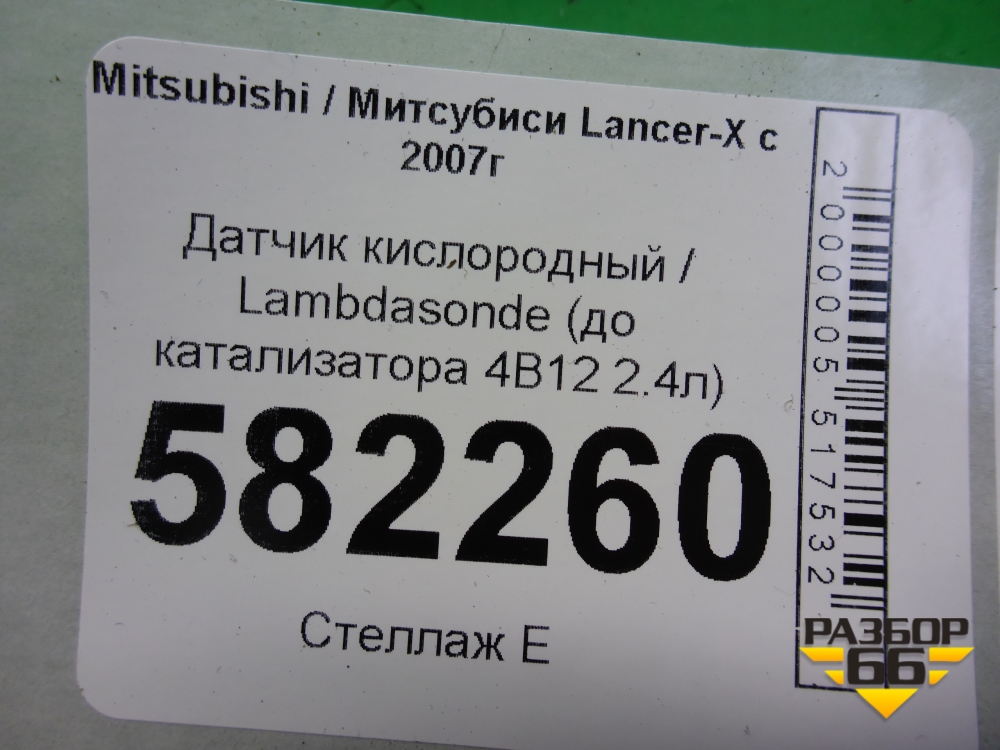 Mitsubishi / Митсубиси Lancer-X с
2007г
Датчик кислородный /
Lambdasonde (до
катализатора 4B12 2.4л)
582260
Стеллаж Е
2000005517532
РАЗБОР
66